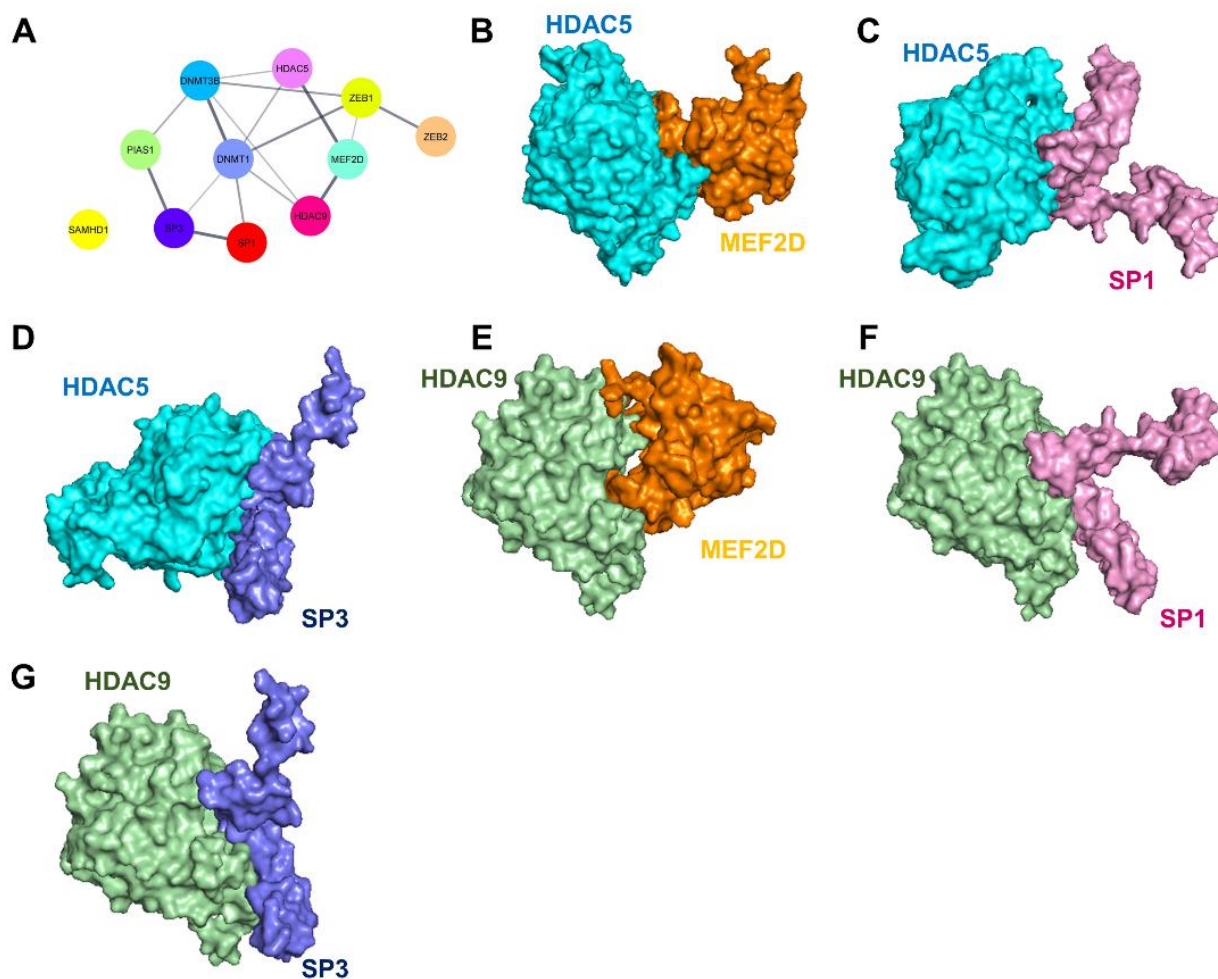 A
DNMT3B
HDAC5
ZEB1
ZEB2
PIAS1
DNMT1
MEF2D
HDAC9
SAMHD1
SP3
SP1
B
HDAC5
MEF2D
C
HDAC5
SP1
D
HDAC5
SP3
E
HDAC9
MEF2D
F
HDAC9
SP1
G
HDAC9
SP3